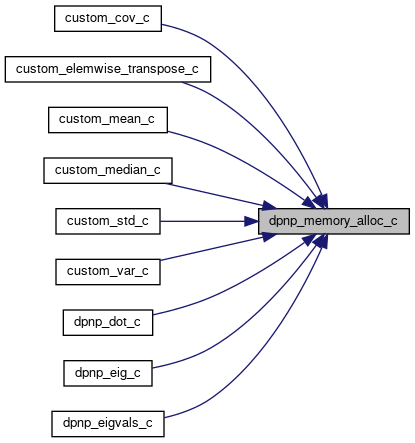 custom_cov_c
custom_elemwise_transpose_c
custom_mean_c
custom_median_c
dpnp_memory_alloc_c
custom_std_c
custom_var_c
dpnp_dot_c
dpnp_eig_c
dpnp_eigvals_c